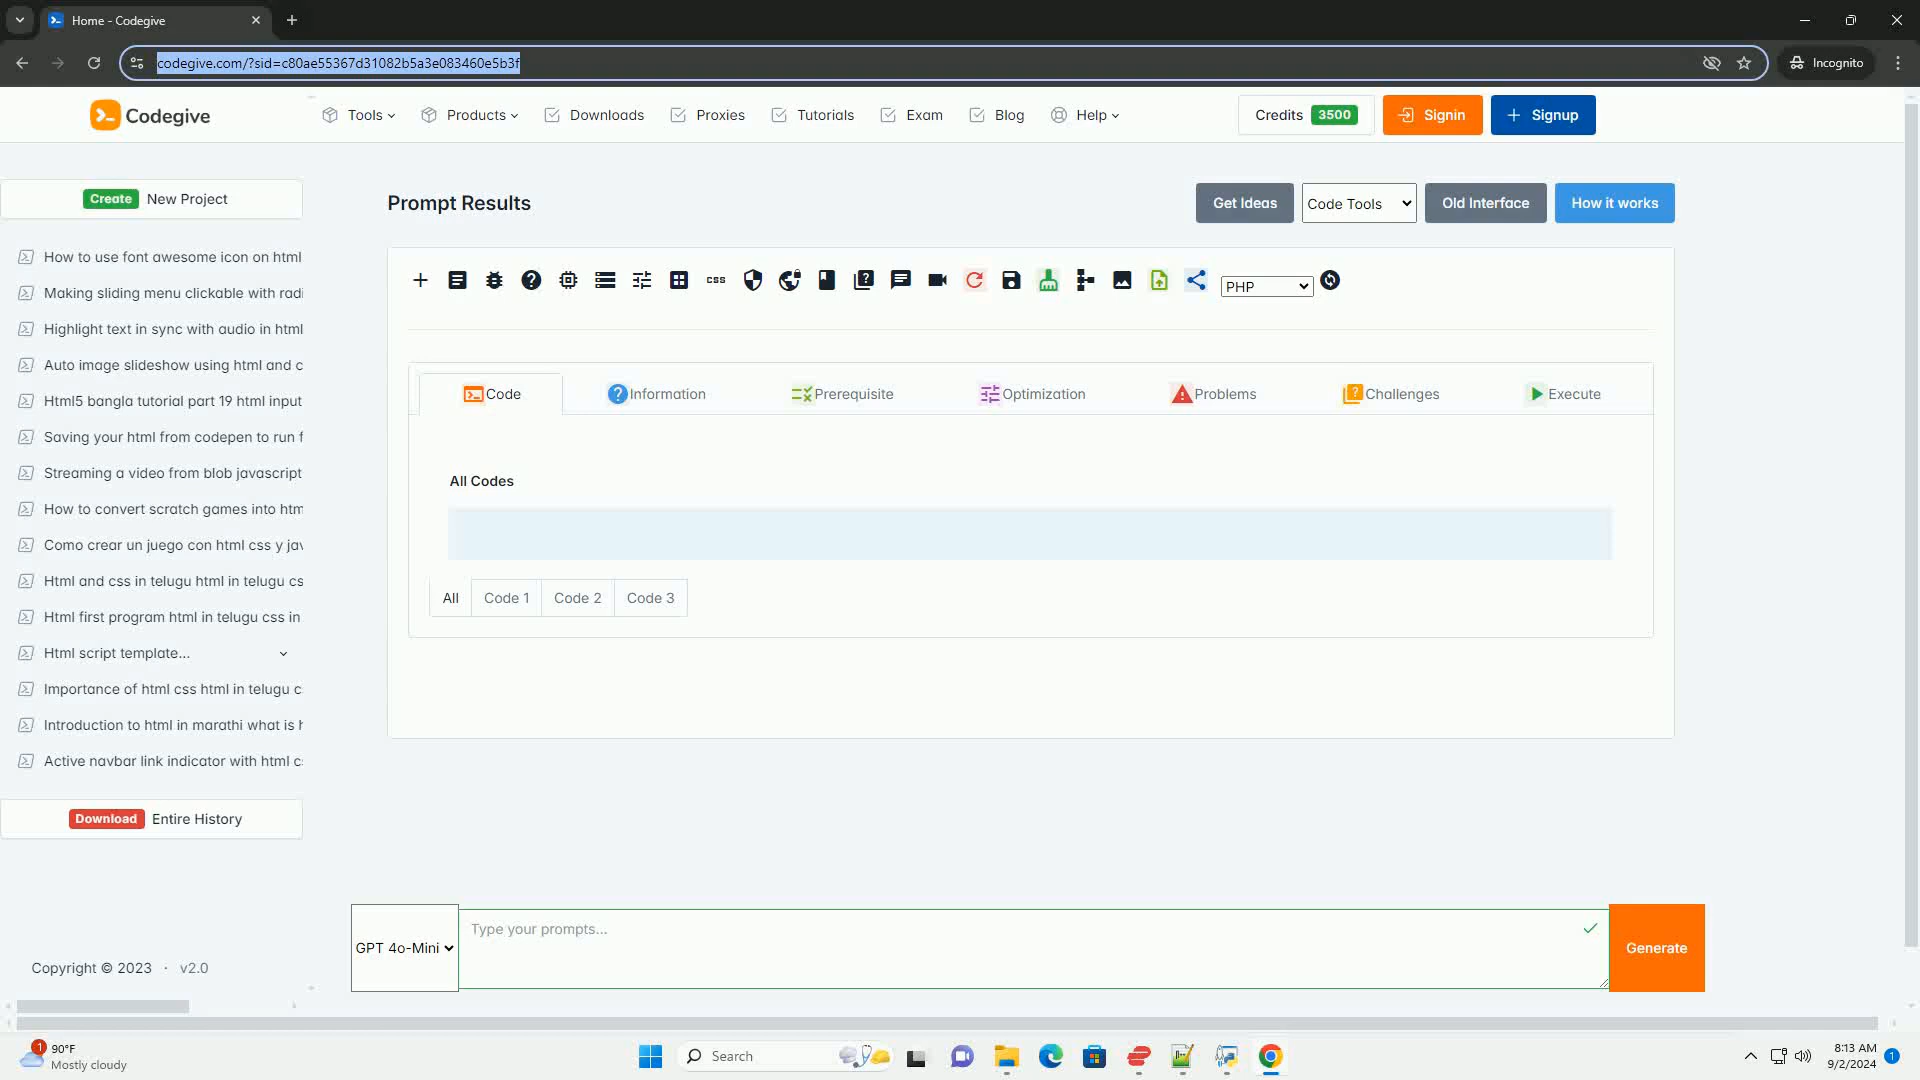 Home - Codegive
codegive.com/?sid=c80ae55367d31082b5a3e083460e5b3f
Incognito
Codegive
Tools
Products
Downloads
Proxies
Tutorials
Exam
Blog
Help
Credits 3500
Signin
Signup
Create New Project
How to use font awesome icon on html
Making sliding menu clickable with radi
Highlight text in sync with audio in html
Auto image slideshow using html and c
Html5 bangla tutorial part 19 html input
Saving your html from codepen to run f
Streaming a video from blob javascript
How to convert scratch games into htm
Como crear un juego con html css y jav
Html and css in telugu html in telugu cs
Html first program html in telugu css in
Html script template...
Importance of html css html in telugu c
Introduction to html in marathi what is h
Active navbar link indicator with html c
Download Entire History
Copyright © 2023 · v2.0
Prompt Results
Get Ideas
Code Tools
Old Interface
How it works
css
PHP
Code
Information
Prerequisite
Optimization
Problems
Challenges
Execute
All Codes
All
Code 1
Code 2
Code 3
GPT 4o-Mini
Type your prompts...
Generate
1
90°F
Mostly cloudy
Search
8:13 AM
9/2/2024
1